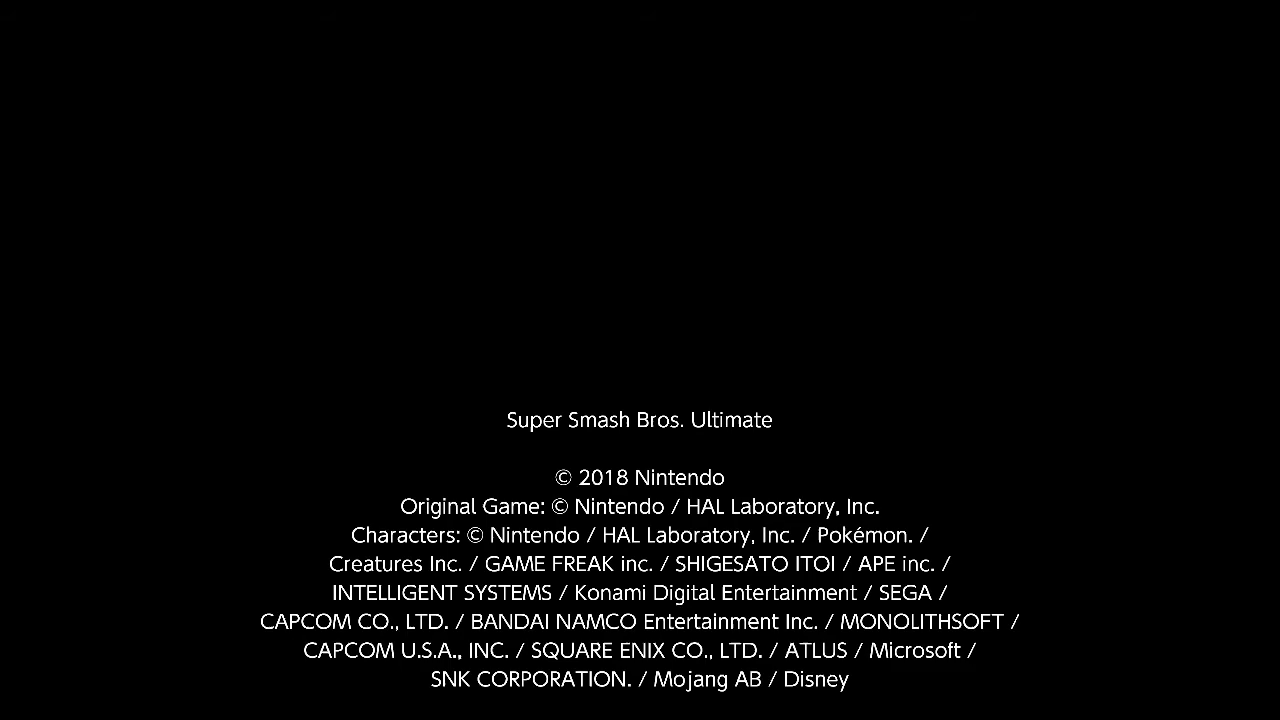 Super Smash Bros. Ultimate
© 2018 Nintendo
Original Game: © Nintendo / HAL Laboratory, Inc.
Characters: © Nintendo / HAL Laboratory, Inc. / Pokémon. /
Creatures Inc. / GAME FREAK inc. / SHIGESATO ITOI / APE inc. /
INTELLIGENT SYSTEMS / Konami Digital Entertainment / SEGA /
CAPCOM CO., LTD. / BANDAI NAMCO Entertainment Inc. / MONOLITHSOFT /
CAPCOM U.S.A., INC. / SQUARE ENIX CO., LTD. / ATLUS / Microsoft /
SNK CORPORATION. / Mojang AB / Disney